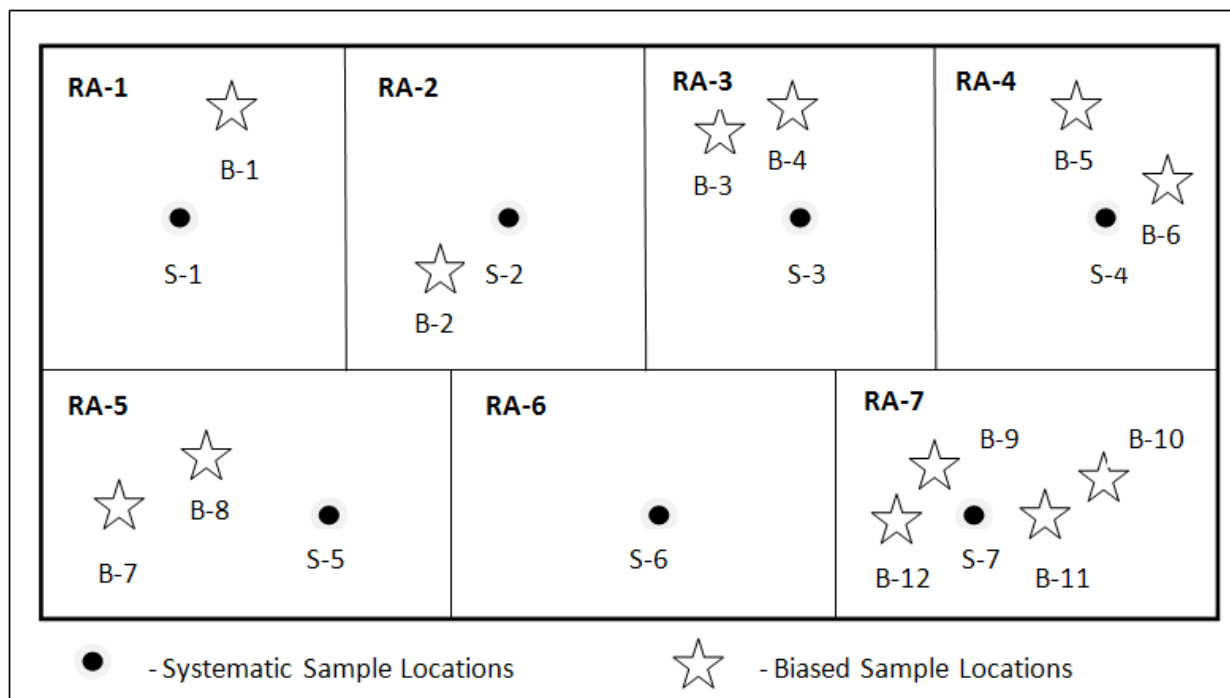 RA-1
B-1
S-1
RA-2
S-2
B-2
RA-3
B-4
B-3
S-3
RA-4
B-5
B-6
S-4
RA-5
B-8
S-5
B-7
RA-6
S-6
RA-7
B-9
B-10
S-7
B-12
B-11
- Systematic Sample Locations
- Biased Sample Locations